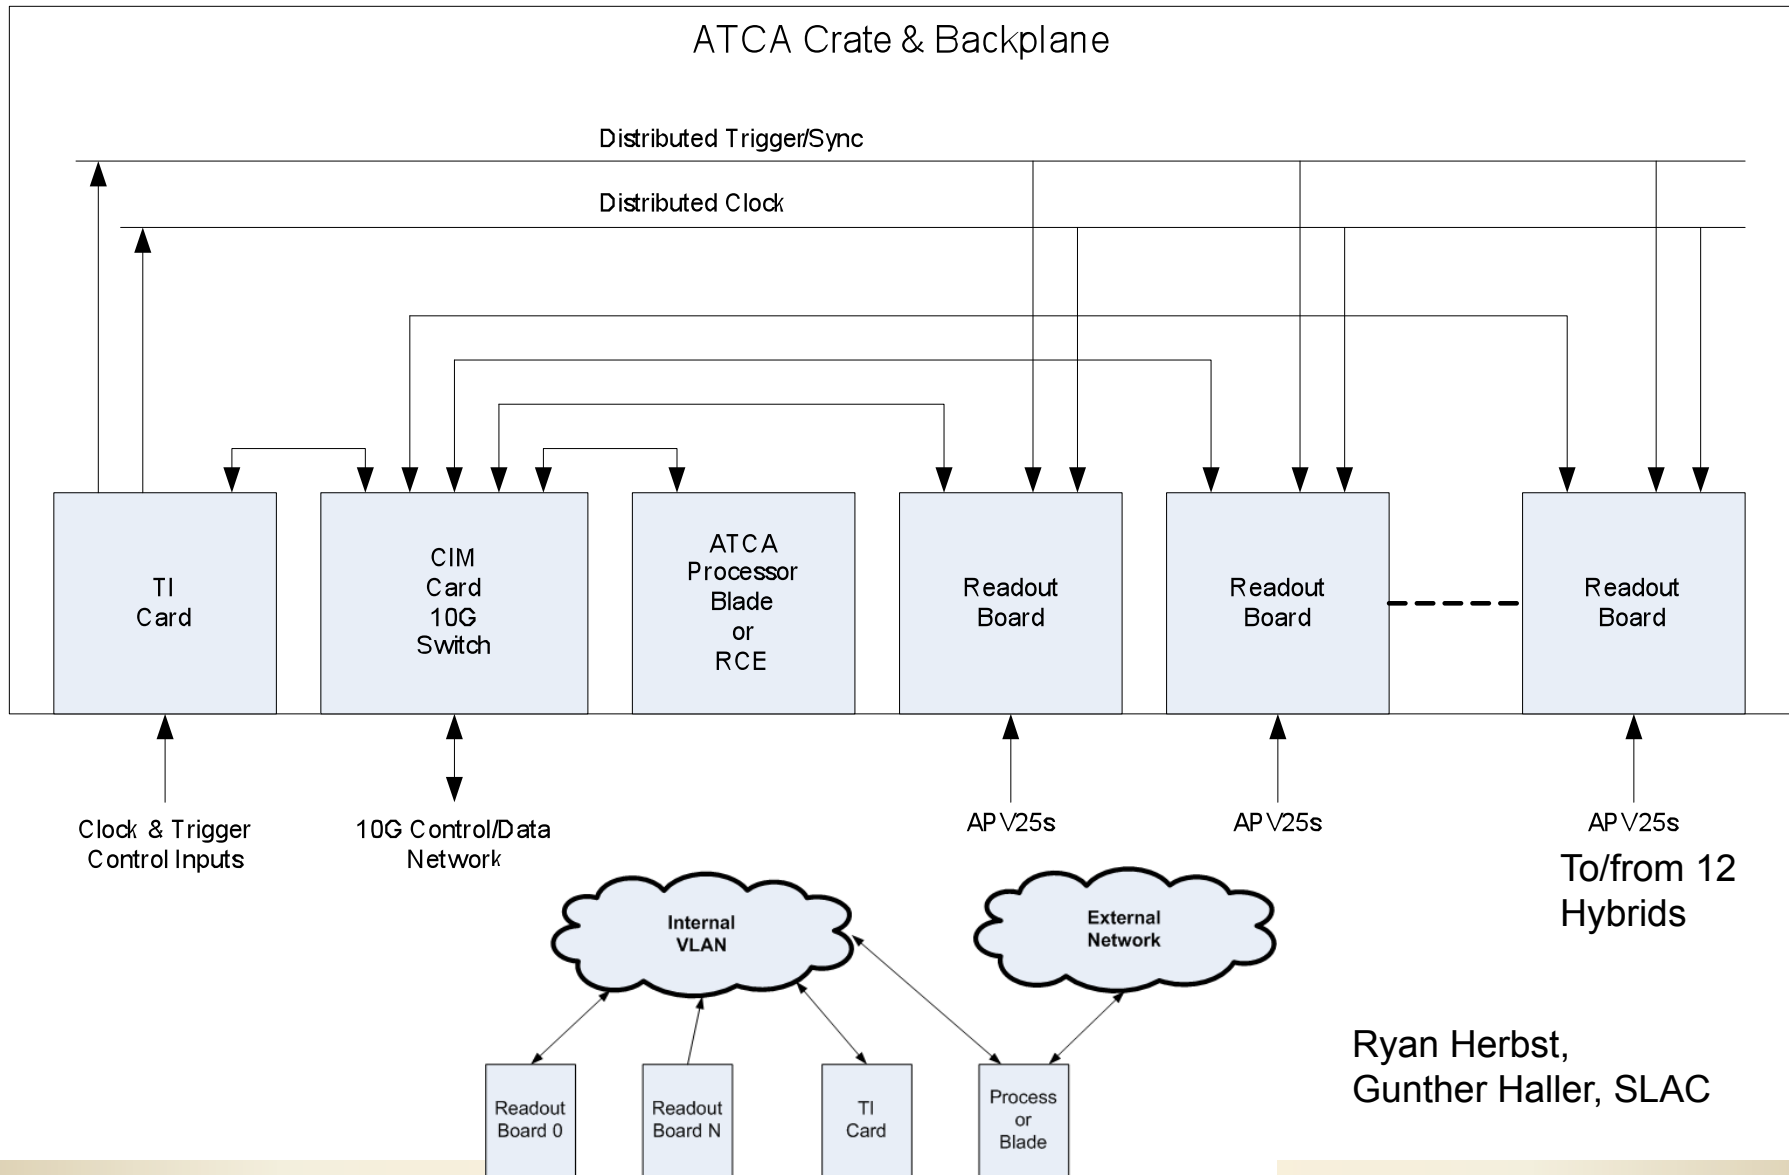 ATCA Crate & Backplane
Distributed Trigger/Sync
Distributed Clock
TI
Card
CIM
Card
10G
Switch
ATCA
Processor
Blade
or
RCE
Readout
Board
Readout
Board
Readout
Board
Clock & Trigger
Control Inputs
10G Control/Data
Network
APV25s
APV25s
APV25s
To/from 12
Hybrids
Internal
VLAN
External
Network
Readout
Board 0
Readout
Board N
TI
Card
Process
or
Blade
Ryan Herbst,
Gunther Haller, SLAC